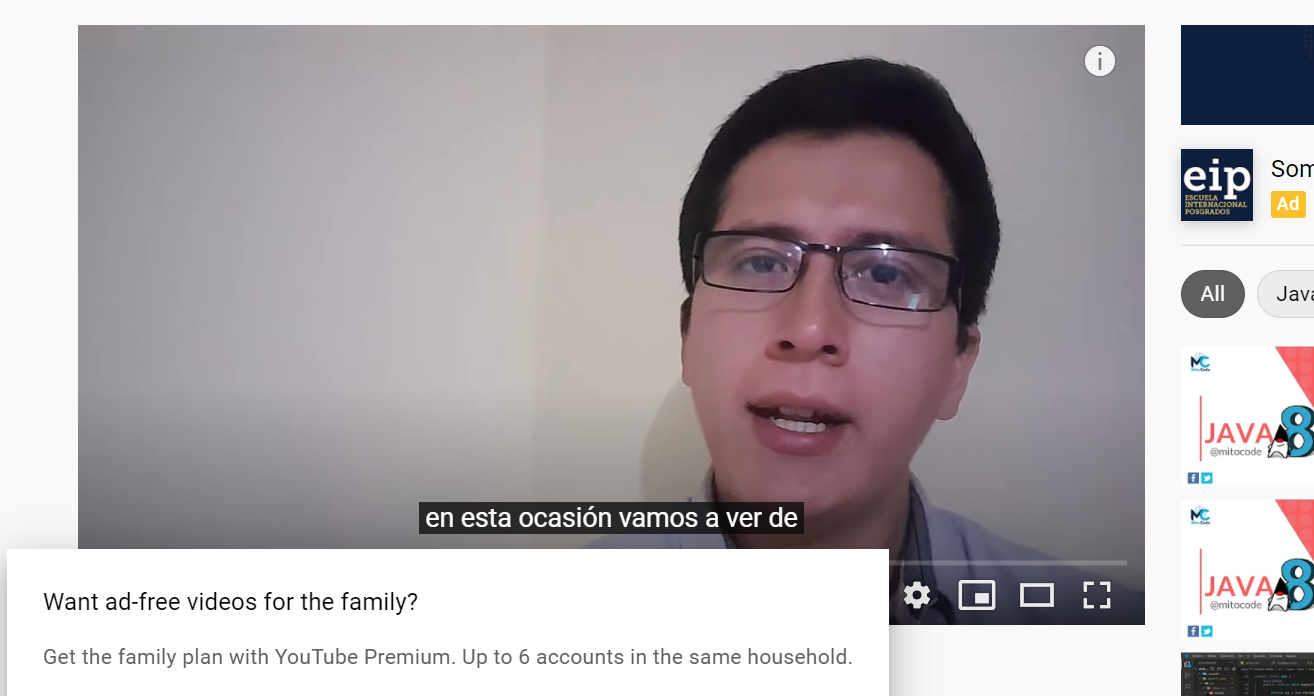 en esta ocasión vamos a ver de
Want ad-free videos for the family?
Get the family plan with YouTube Premium. Up to 6 accounts in the same household.
eip
ESCUELA
INTERNACIONAL
POSGRADOS
Som
Ad
All
Java
MC
MitoCode
JAVA 8
@mitocode
MC
MitoCode
JAVA 8
@mitocode